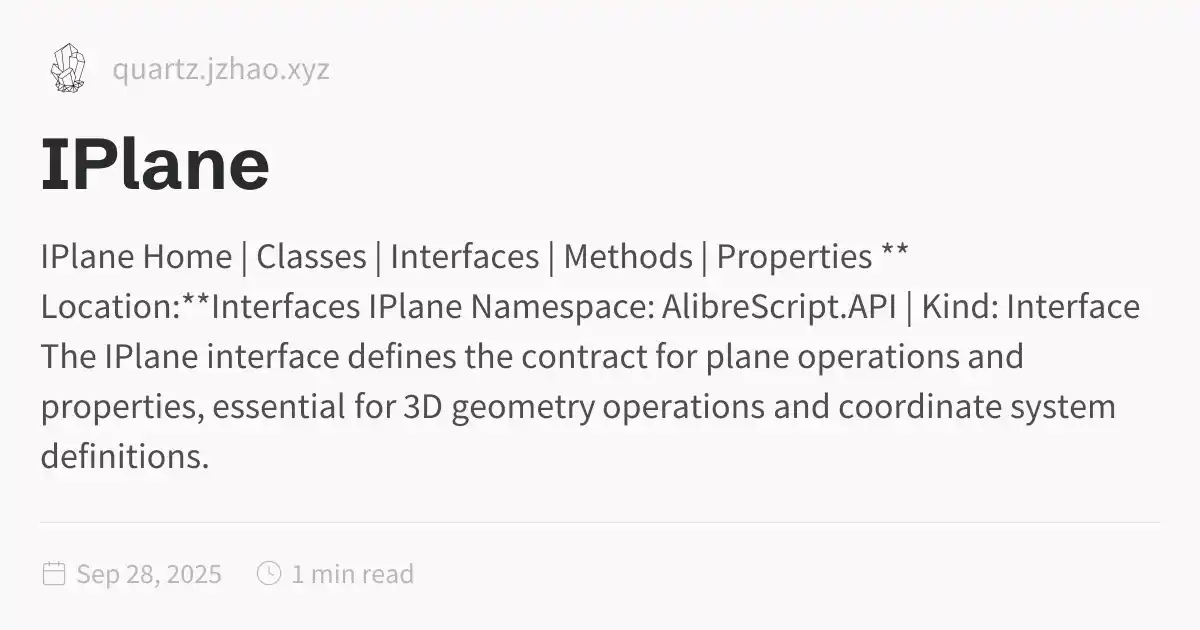 quartz.jzhao.xyz
IPlane
IPlane Home | Classes | Interfaces | Methods | Properties **
Location:**Interfaces IPlane Namespace: AlibreScript.API | Kind: Interface
The IPlane interface defines the contract for plane operations and
properties, essential for 3D geometry operations and coordinate system
definitions.
Sep 28, 2025 1 min read